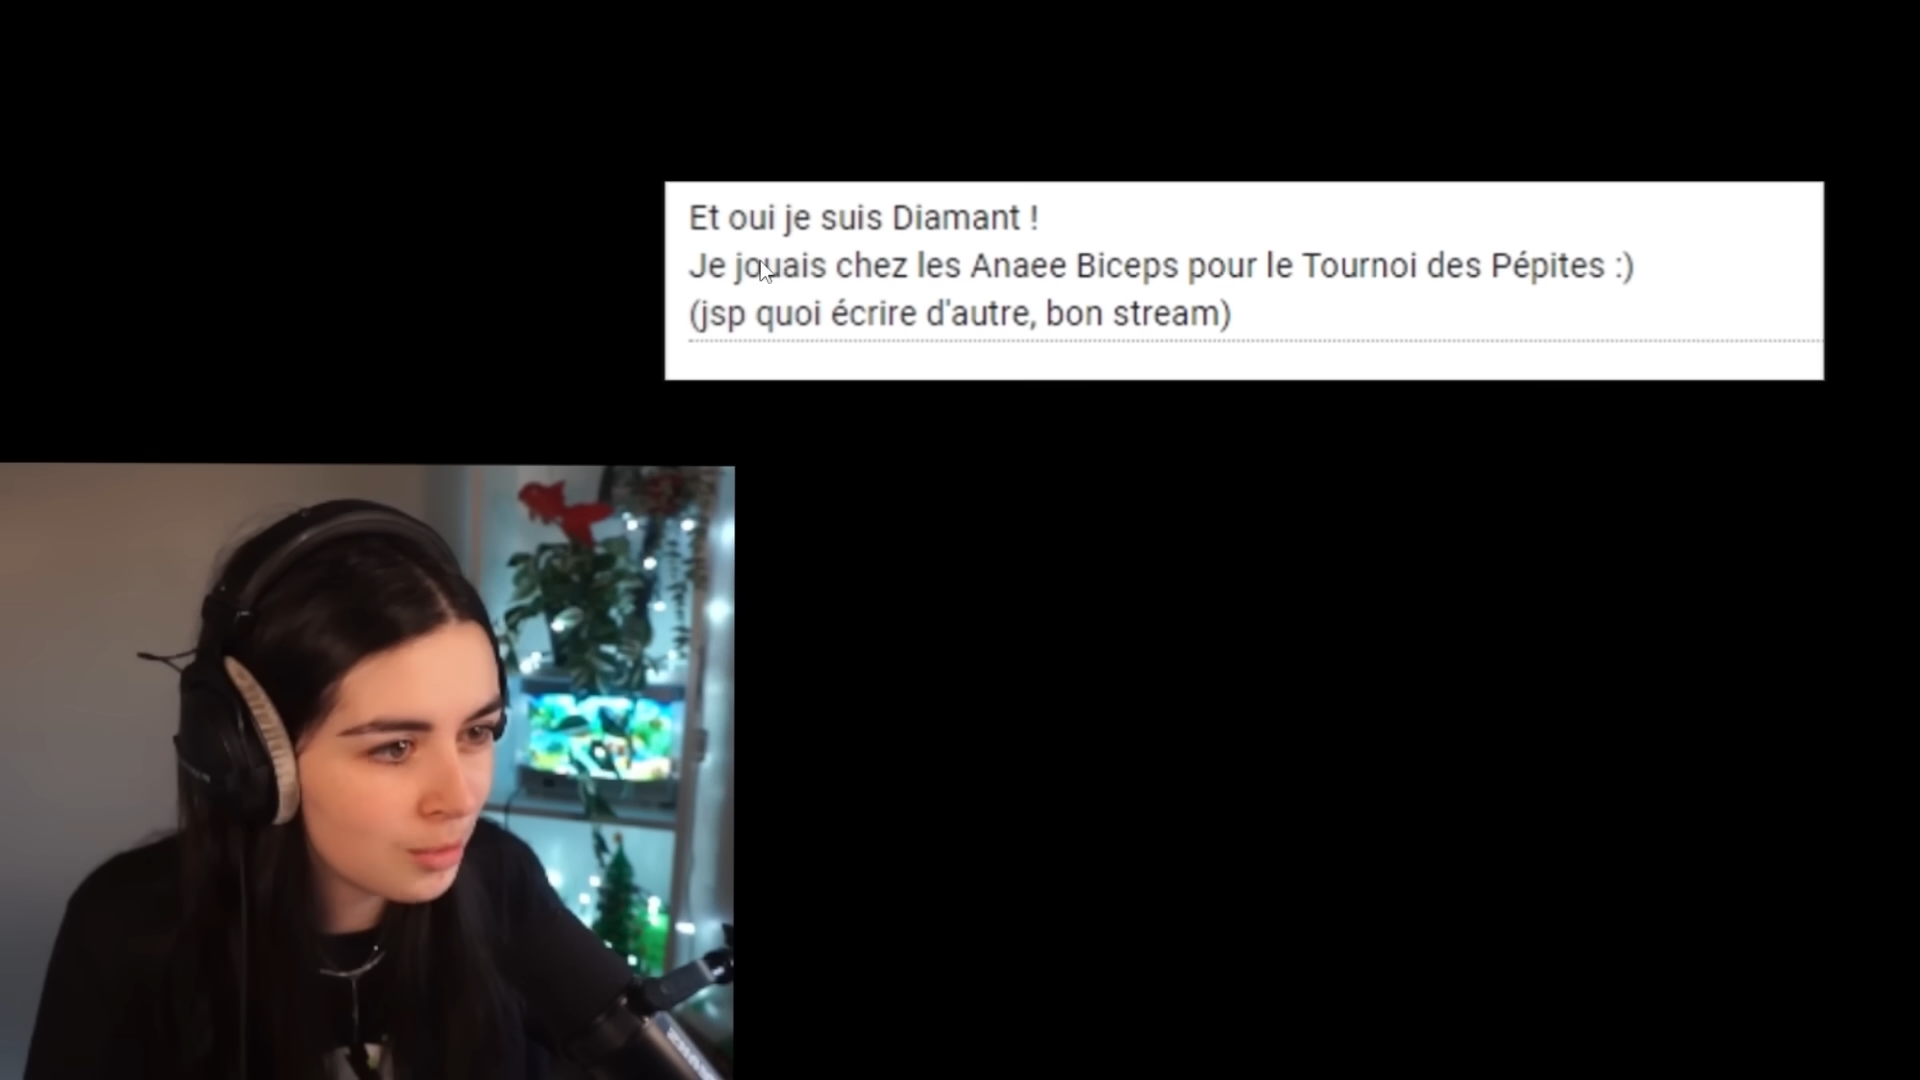 Et oui je suis Diamant !
Je jouais chez les Anaee Biceps pour le Tournoi des Pépites :)
(jsp quoi écrire d'autre, bon stream)